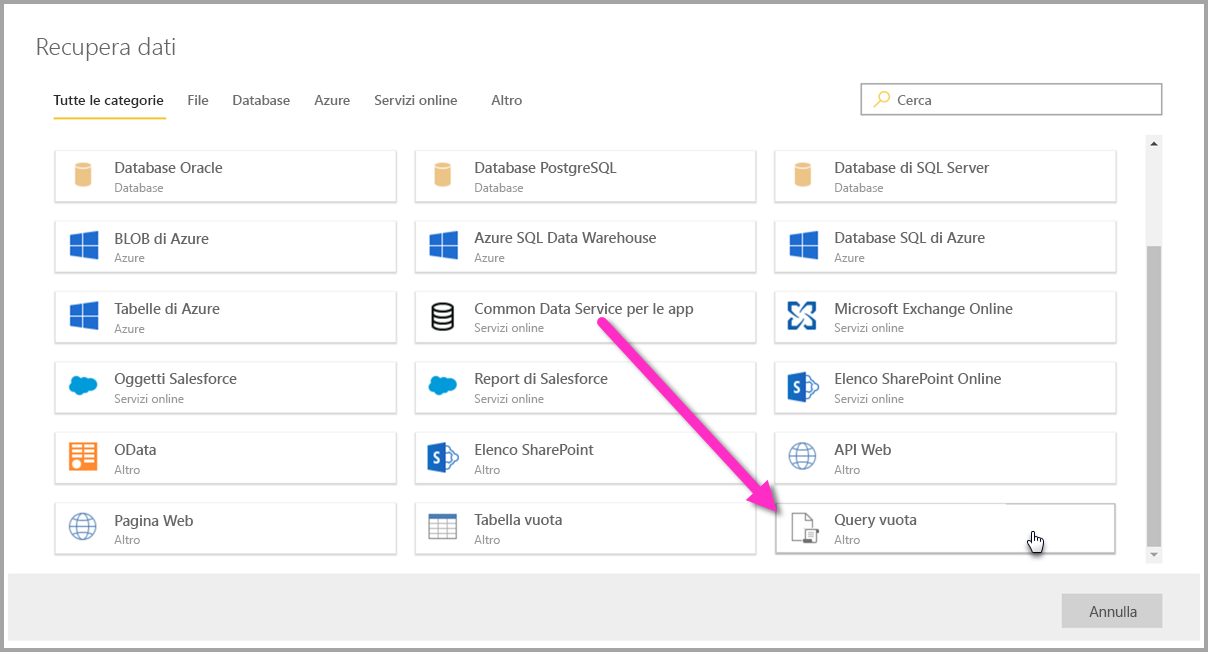 Recupera dati
Tutte le categorie File Database Azure Servizi online Altro Cerca
Database Oracle Database PostgreSQL Database di SQL Server
Database Database Database
BLOB di Azure Azure SQL Data Warehouse Database SQL di Azure
Azure Azure Azure
Tabelle di Azure Common Data Service per le app Microsoft Exchange Online
Azure Servizi online Servizi online
Oggetti Salesforce Report di Salesforce Elenco SharePoint Online
Servizi online Servizi online Servizi online
OData Elenco SharePoint API Web
Altro Altro Altro
Pagina Web Tabella vuota Query vuota
Altro Altro Altro
Annulla